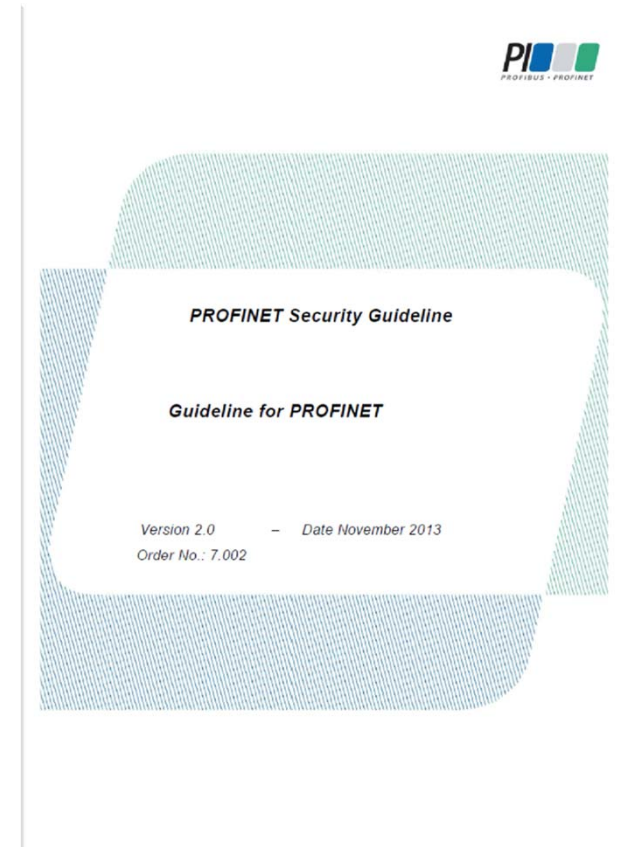 PI
PROFIBUS · PROFINET
PROFINET Security Guideline
Guideline for PROFINET
Version 2.0 – Date November 2013
Order No.: 7.002